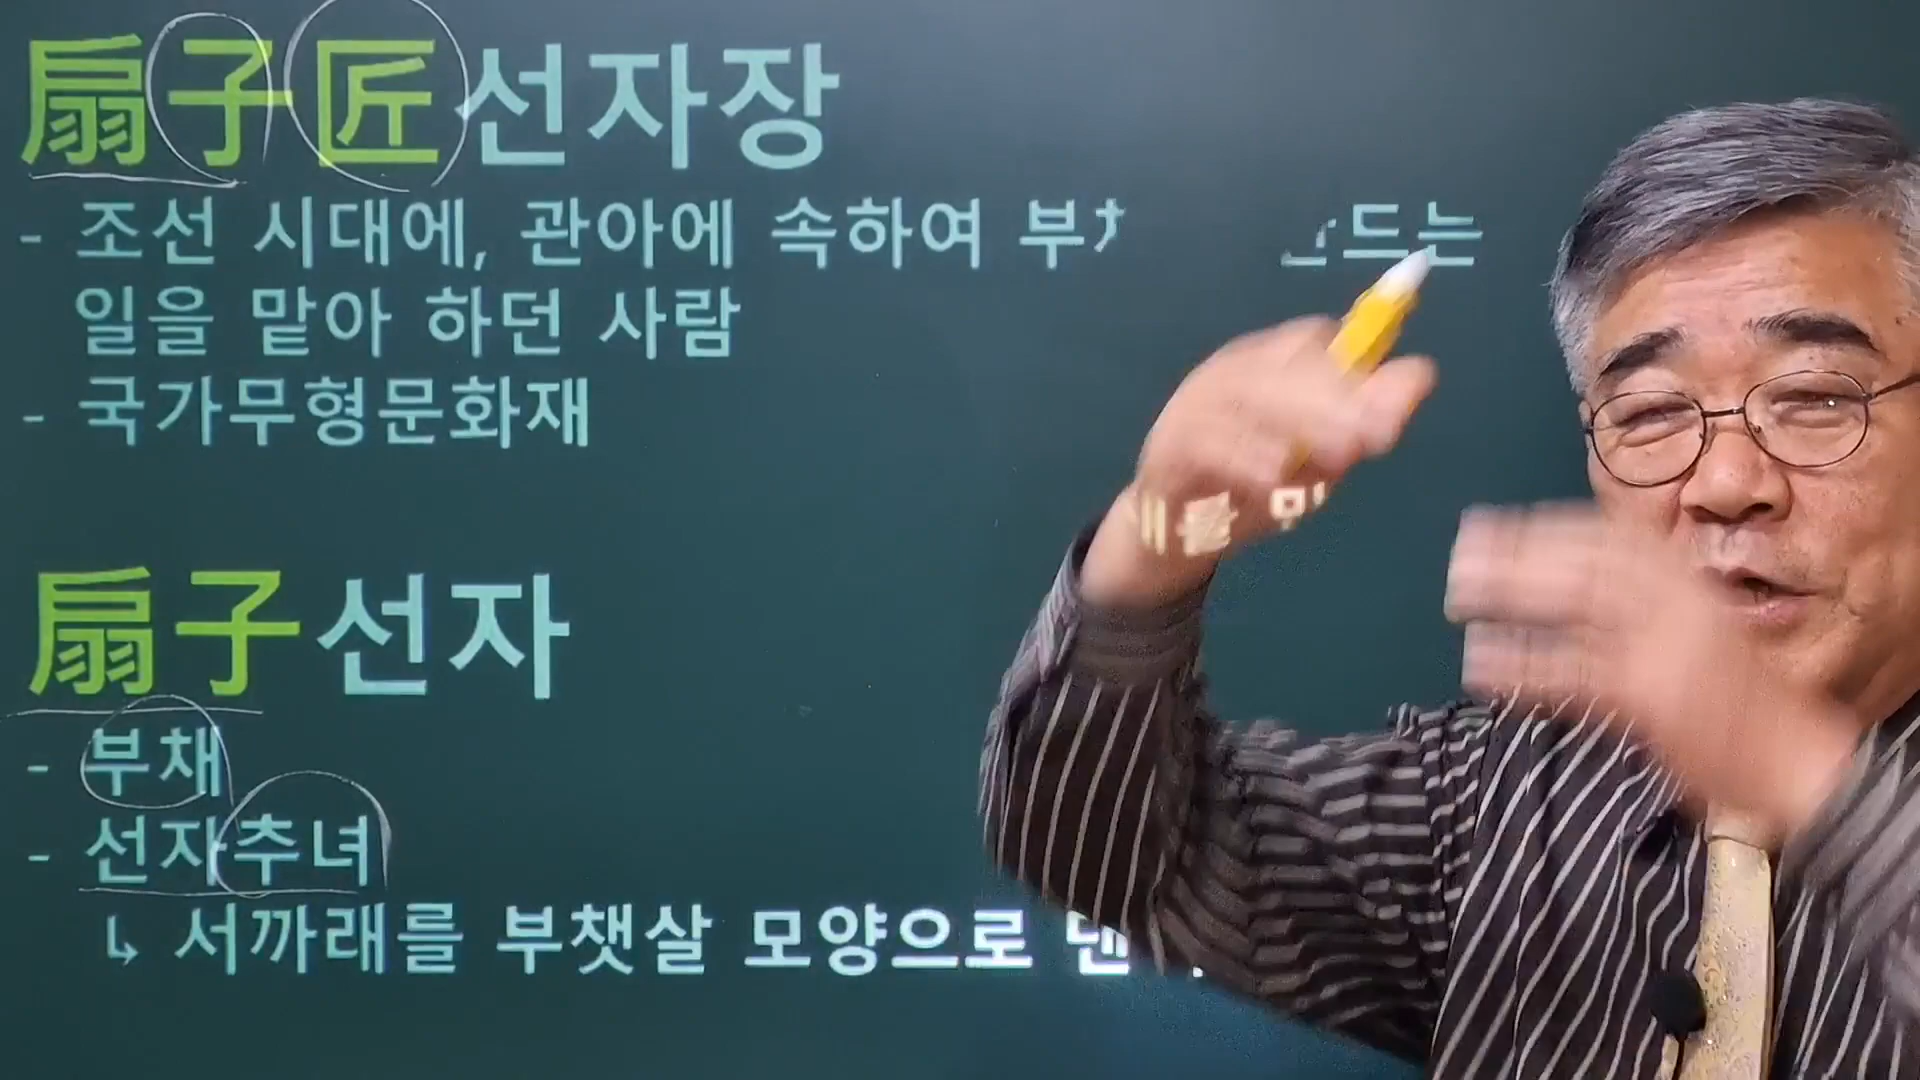 扇子匠선자장
- 조선 시대에, 관아에 속하여 드는
일을 맡아 하던 사람
- 국가무형문화재
扇子선자
- 부채
- 선자추녀
↳ 서까래를 부챗살 모양으로 댄